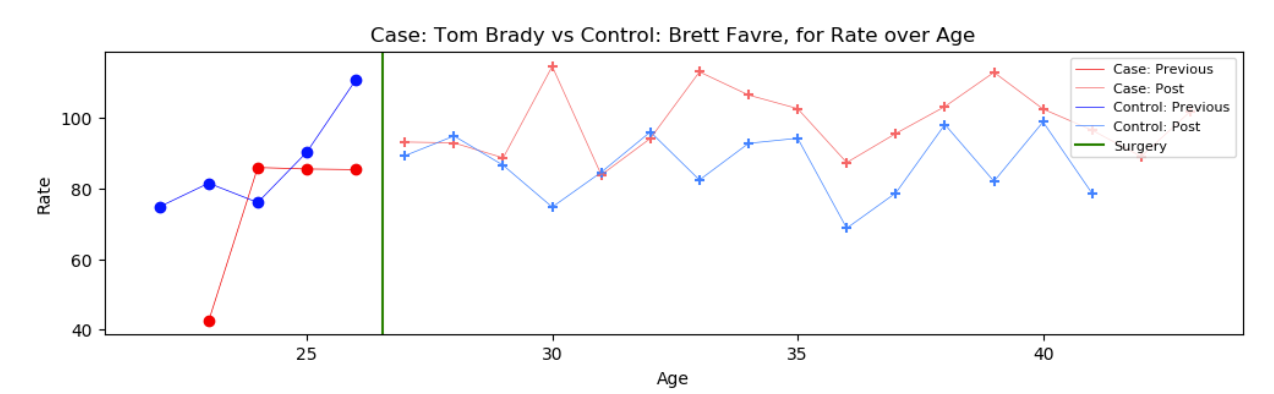 Case: Tom Brady vs Control: Brett Favre, for Rate over Age
Case: Previous
Case: Post
Control: Previous
Control: Post
Surgery
Rate
100
80
60
40
25
30
35
40
Age